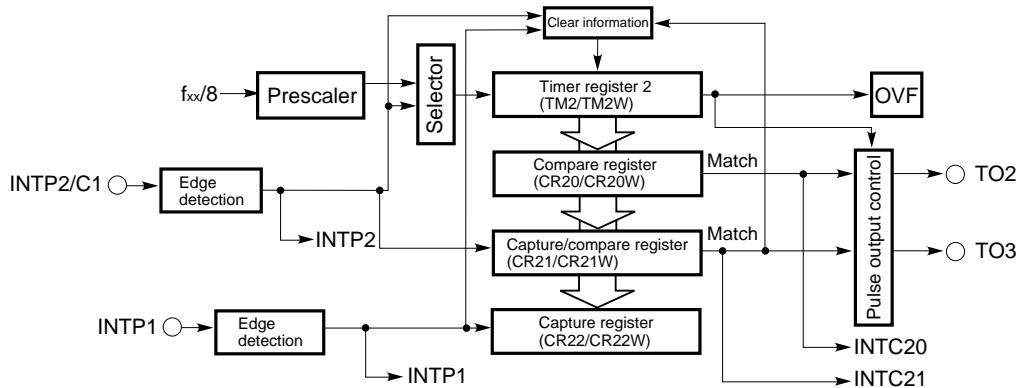 Clear information
fxx/8
Prescaler
Selector
Timer register 2
(TM2/TM2W)
OVF
INTP2/C1
Edge
detection
INTP2
Compare register
(CR20/CR20W)
Match
Capture/compare register
(CR21/CR21W)
Match
Pulse output control
TO2
TO3
INTP1
Edge
detection
INTP1
Capture register
(CR22/CR22W)
INTC20
INTC21